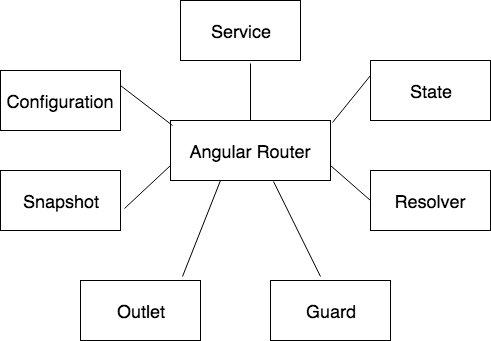 Service
Configuration
State
Angular Router
Snapshot
Resolver
Outlet
Guard